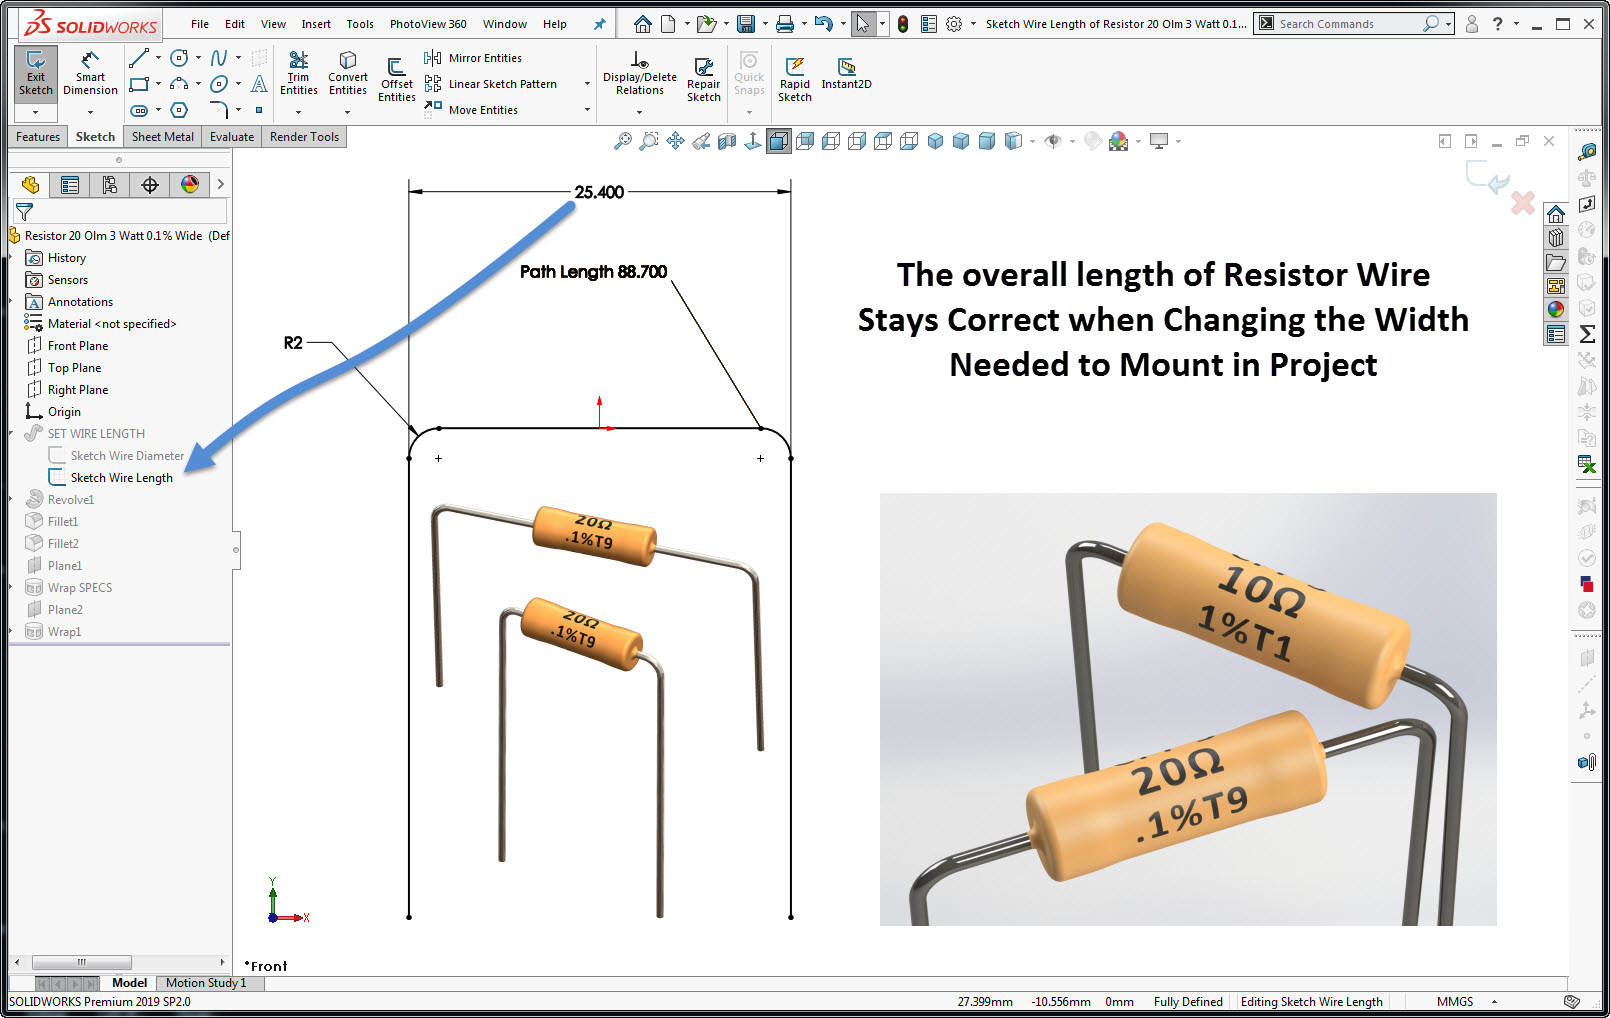 SOLIDWORKS
File Edit View Insert Tools PhotoView 360 Window Help
Sketch Wire Length of Resistor 20 Olm 3 Watt 0.1...
Search Commands
?
Exit Sketch
Smart Dimension
Trim Entities
Convert Entities
Offset Entities
Mirror Entities
Linear Sketch Pattern
Move Entities
Display/Delete Relations
Repair Sketch
Quick Snaps
Rapid Sketch
Instant2D
Features Sketch Sheet Metal Evaluate Render Tools
Resistor 20 Olm 3 Watt 0.1% Wide (Def
History
Sensors
Annotations
Material <not specified>
Front Plane
Top Plane
Right Plane
Origin
SET WIRE LENGTH
Sketch Wire Diameter
Sketch Wire Length
Revolve1
Fillet1
Fillet2
Plane1
Wrap SPECS
Plane2
Wrap1
25.400
Path Length 88.700
R2
The overall length of Resistor Wire
Stays Correct when Changing the Width
Needed to Mount in Project
20Ω
.1%T9
20Ω
.1%T9
10Ω
1%T1
20Ω
.1%T9
Y
X
*Front
Model Motion Study 1
SOLIDWORKS Premium 2019 SP2.0
27.399mm -10.556mm 0mm Fully Defined Editing Sketch Wire Length MMGS